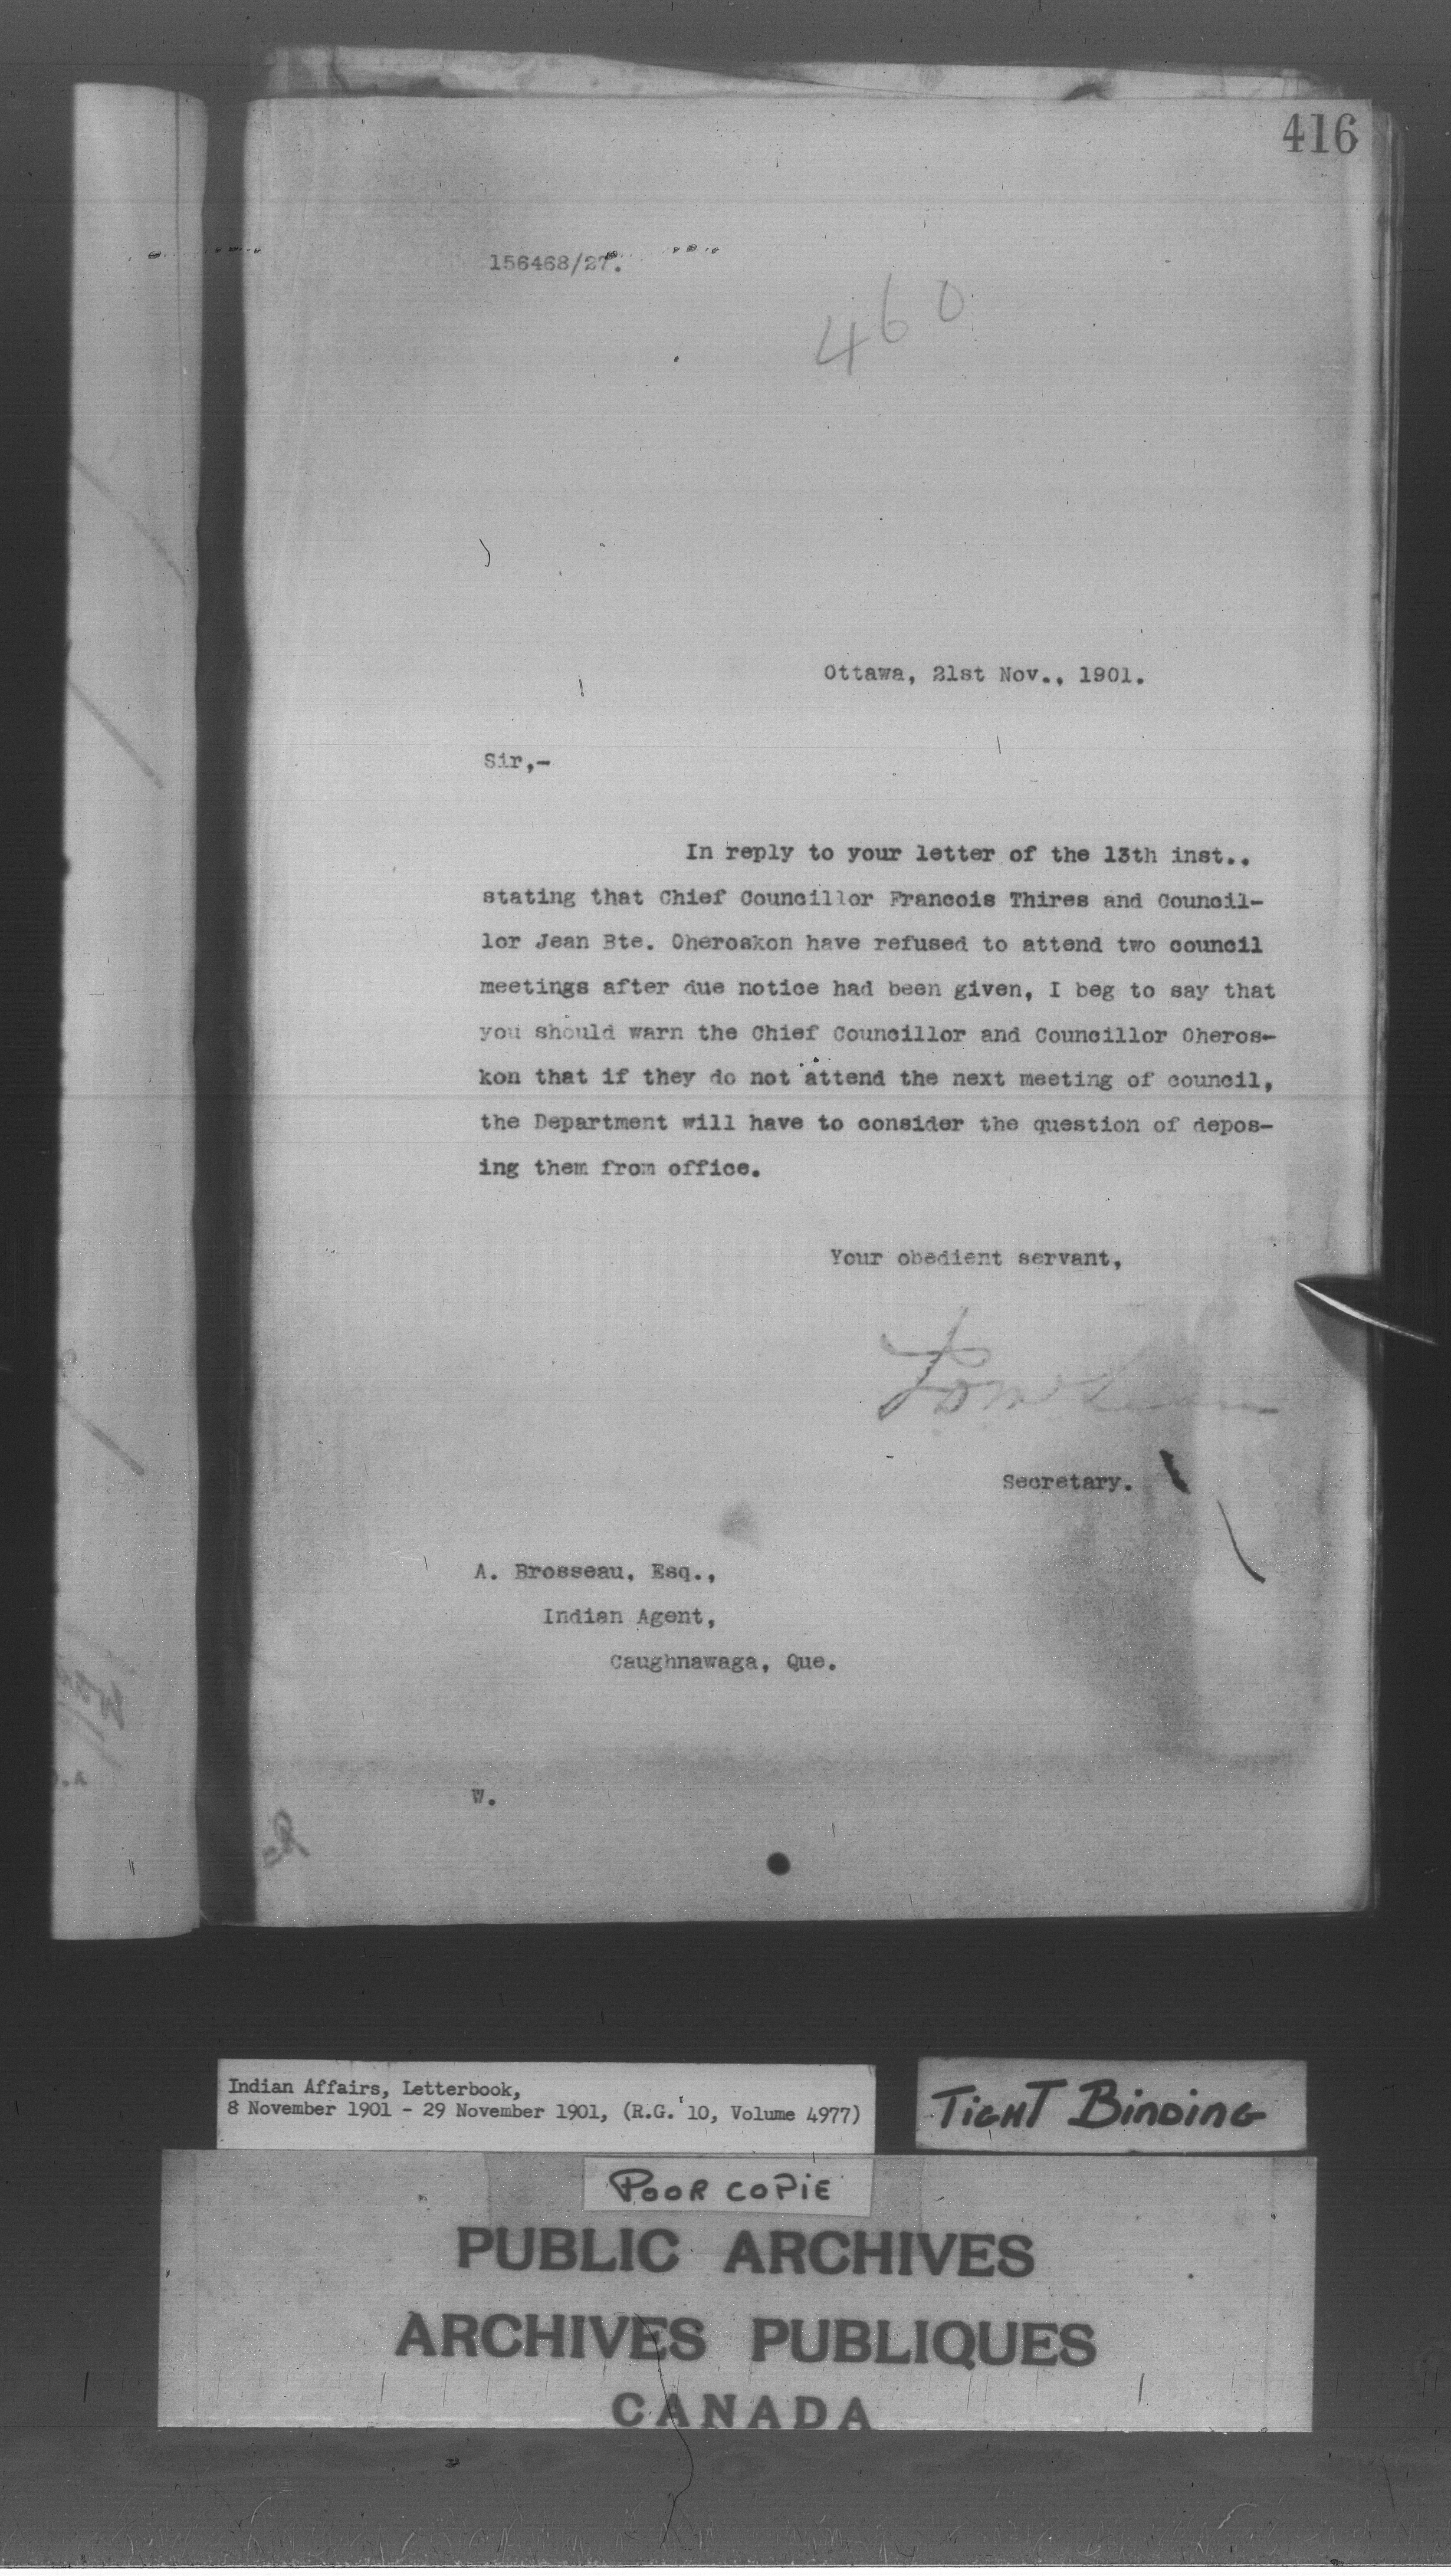 416
156468/27.
460
Ottawa, 21st Nov., 1901.
Sir,-
In reply to your letter of the 13th inst..
stating that Chief Councillor Francois Thires and Council-
lor Jean Bte. Oheroskon have refused to attend two council
meetings after due notice had been given, I beg to say that
you should warn the Chief Councillor and Councillor Oheros-
kon that if they do not attend the next meeting of council,
the Department will have to consider the question of depos-
ing them from office.
Your obedient servant,
Secretary.
A. Brosseau, Esq.,
Indian Agent,
Caughnawaga, Que.
W.
Indian Affairs, Letterbook,
8 November 1901 - 29 November 1901, (R.G. 10, Volume 4977)
TIGHT BINDING
POOR COPIE
PUBLIC ARCHIVES
ARCHIVES PUBLIQUES
CANADA